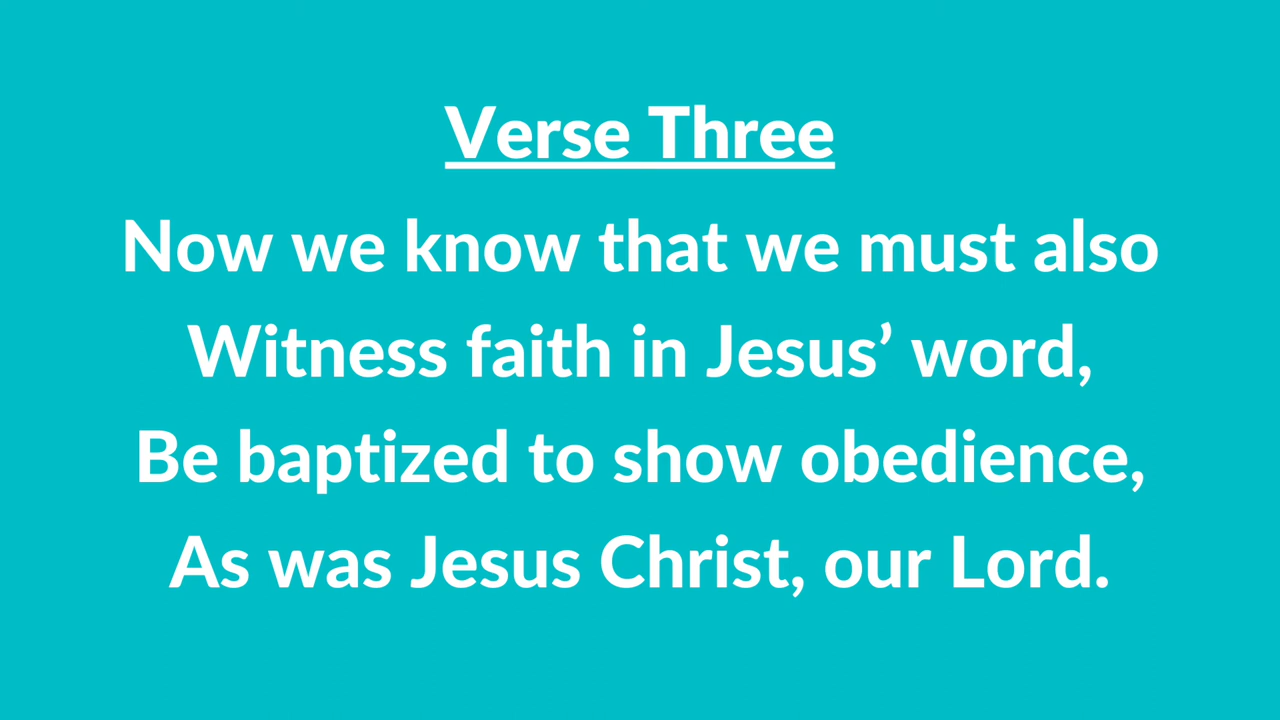 Verse Three
Now we know that we must also
Witness faith in Jesus’ word,
Be baptized to show obedience,
As was Jesus Christ, our Lord.